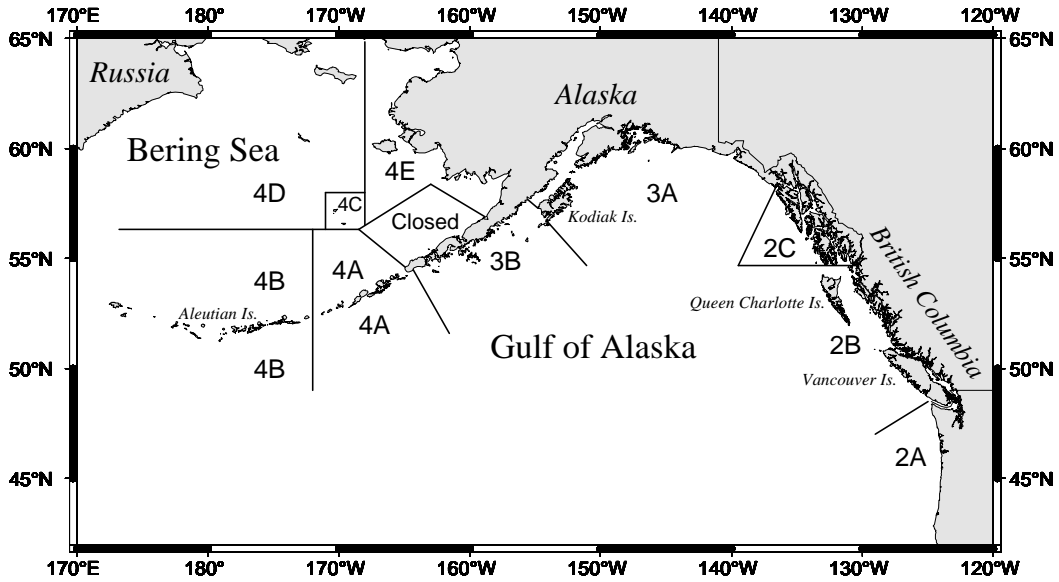 170°E 180° 170°W 160°W 150°W 140°W 130°W 120°W
65°N 65°N
Russia
Alaska
Bering Sea
60°N 60°N
4E
4D
4C
3A
Closed
Kodiak Is.
2C
British Columbia
55°N 55°N
3B
4A
4B
Queen Charlotte Is.
Aleutian Is.
4A
Gulf of Alaska
2B
50°N 50°N
4B
Vancouver Is.
2A
45°N 45°N
170°E 180° 170°W 160°W 150°W 140°W 130°W 120°W